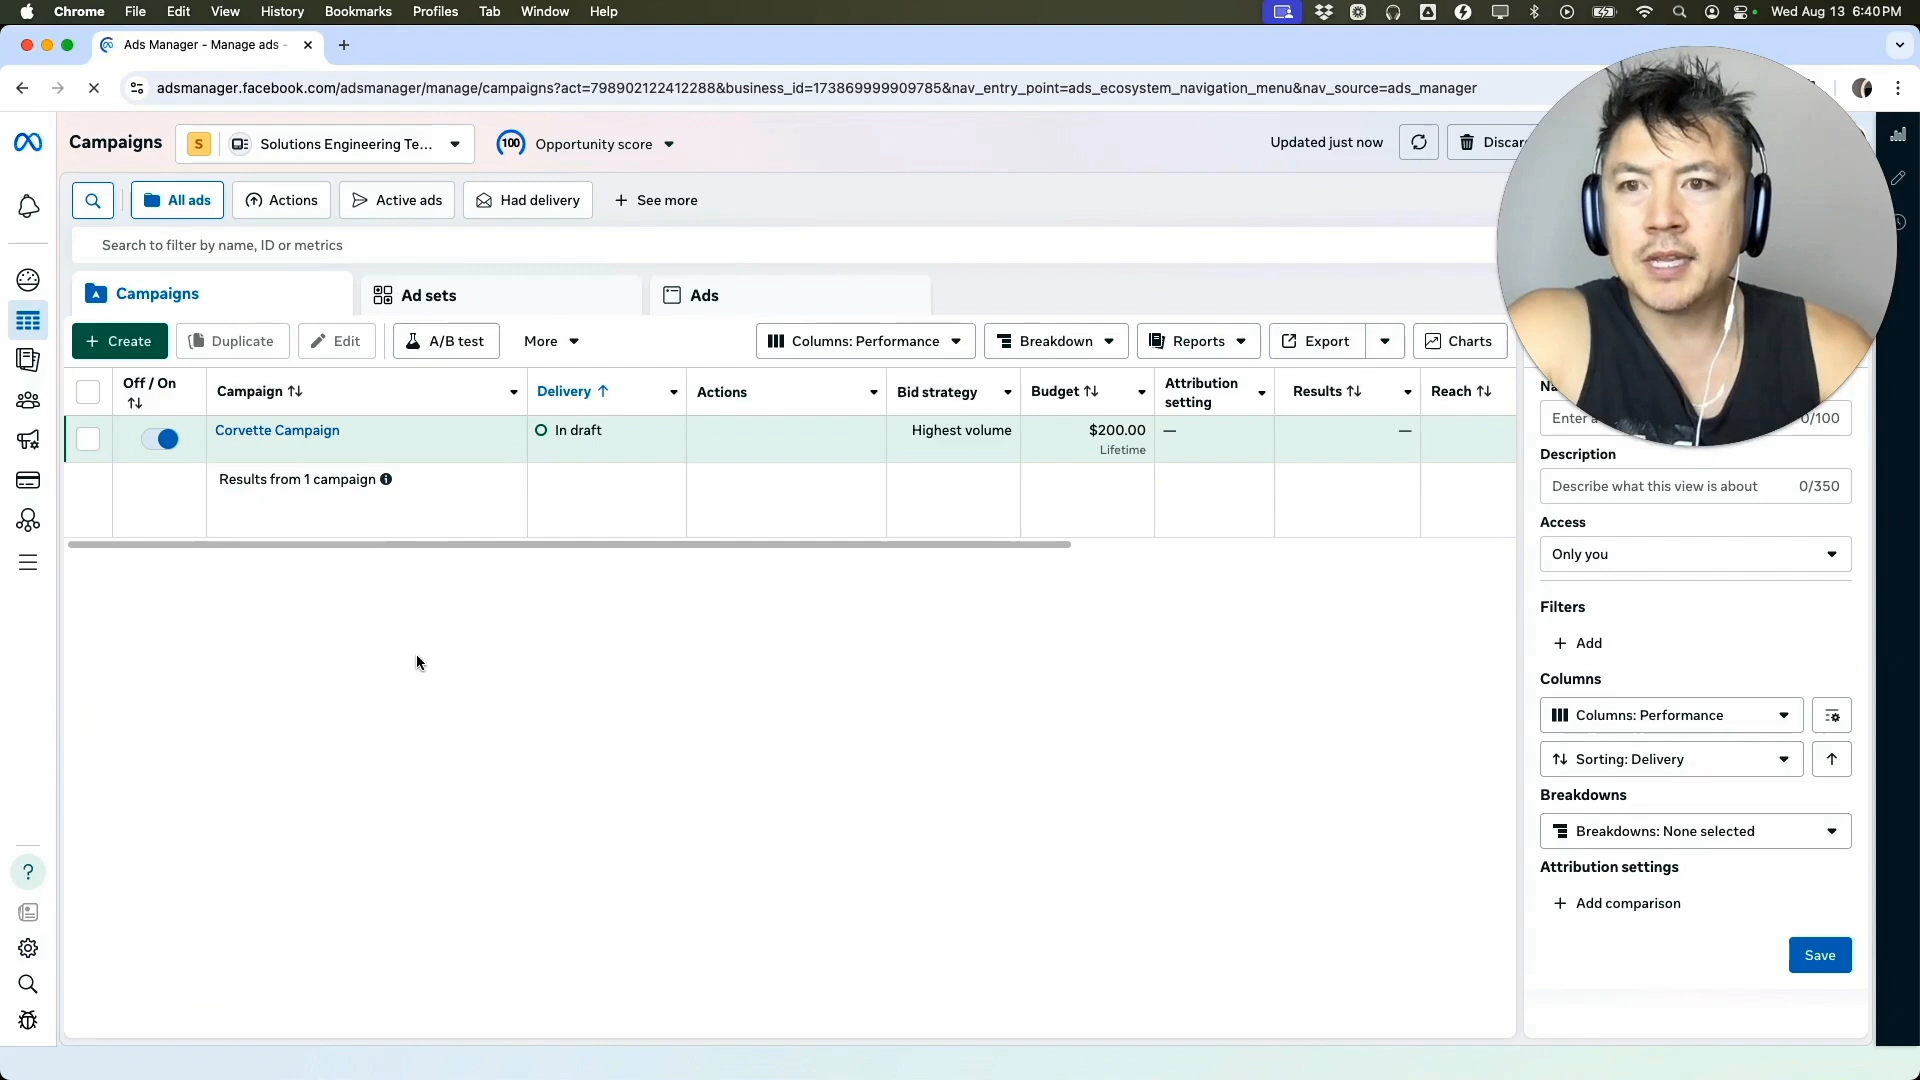 Chrome File Edit View History Bookmarks Profiles Tab Window Help Wed Aug 13 6:40 PM
Ads Manager - Manage ads -
adsmanager.facebook.com/adsmanager/manage/campaigns?act=798902122412288&business_id=173869999909785&nav_entry_point=ads_ecosystem_navigation_menu&nav_source=ads_manager
Campaigns S Solutions Engineering Te... 100 Opportunity score Updated just now
All ads Actions Active ads Had delivery + See more
Search to filter by name, ID or metrics
Campaigns Ad sets Ads
+ Create Duplicate Edit A/B test More Columns: Performance Breakdown Reports Export Charts
Off / On Campaign Delivery Actions Bid strategy Budget Attribution setting Results Reach
Corvette Campaign In draft Highest volume $200.00 — —
Lifetime
Results from 1 campaign
Enter a 0/100
Description
Describe what this view is about 0/350
Access
Only you
Filters
+ Add
Columns
Columns: Performance
Sorting: Delivery
Breakdowns
Breakdowns: None selected
Attribution settings
+ Add comparison
Save